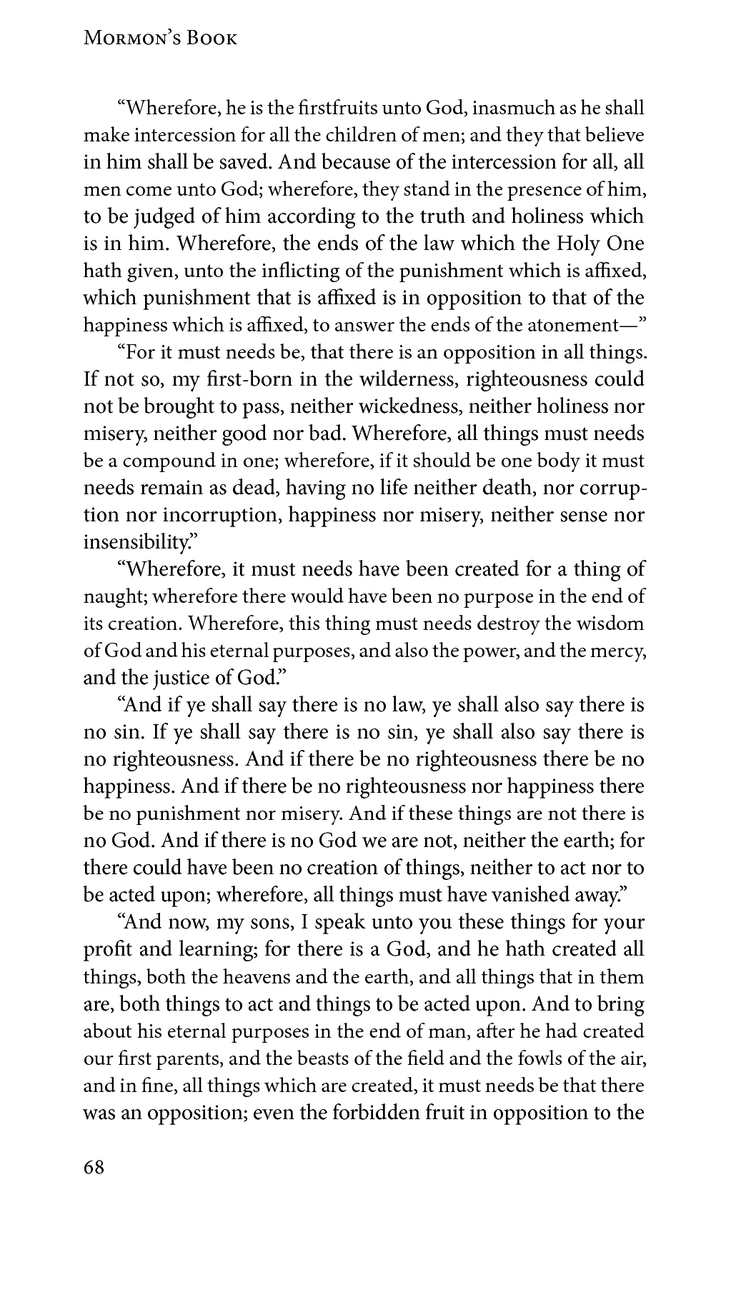 Mormon’s Book
“Wherefore, he is the firstfruits unto God, inasmuch as he shall
make intercession for all the children of men; and they that believe
in him shall be saved. And because of the intercession for all, all
men come unto God; wherefore, they stand in the presence of him,
to be judged of him according to the truth and holiness which
is in him. Wherefore, the ends of the law which the Holy One
hath given, unto the inflicting of the punishment which is affixed,
which punishment that is affixed is in opposition to that of the
happiness which is affixed, to answer the ends of the atonement—”
“For it must needs be, that there is an opposition in all things.
If not so, my first-born in the wilderness, righteousness could
not be brought to pass, neither wickedness, neither holiness nor
misery, neither good nor bad. Wherefore, all things must needs
be a compound in one; wherefore, if it should be one body it must
needs remain as dead, having no life neither death, nor corrup-
tion nor incorruption, happiness nor misery, neither sense nor
insensibility.”
“Wherefore, it must needs have been created for a thing of
naught; wherefore there would have been no purpose in the end of
its creation. Wherefore, this thing must needs destroy the wisdom
of God and his eternal purposes, and also the power, and the mercy,
and the justice of God.”
“And if ye shall say there is no law, ye shall also say there is
no sin. If ye shall say there is no sin, ye shall also say there is
no righteousness. And if there be no righteousness there be no
happiness. And if there be no righteousness nor happiness there
be no punishment nor misery. And if these things are not there is
no God. And if there is no God we are not, neither the earth; for
there could have been no creation of things, neither to act nor to
be acted upon; wherefore, all things must have vanished away.”
“And now, my sons, I speak unto you these things for your
profit and learning; for there is a God, and he hath created all
things, both the heavens and the earth, and all things that in them
are, both things to act and things to be acted upon. And to bring
about his eternal purposes in the end of man, after he had created
our first parents, and the beasts of the field and the fowls of the air,
and in fine, all things which are created, it must needs be that there
was an opposition; even the forbidden fruit in opposition to the
68